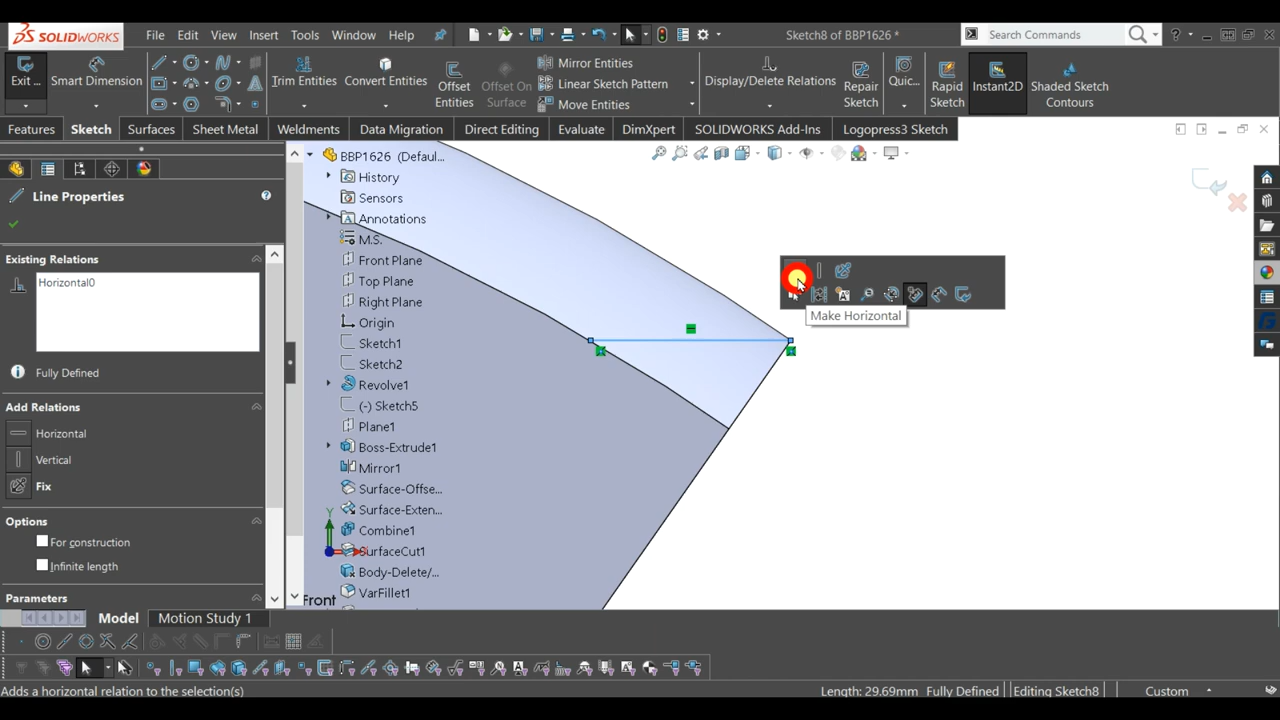 SOLIDWORKS
File Edit View Insert Tools Window Help
Sketch8 of BBP1626 *
Search Commands
Exit ...
Smart Dimension
Trim Entities
Convert Entities
Offset Entities
Offset On Surface
Mirror Entities
Linear Sketch Pattern
Move Entities
Display/Delete Relations
Repair Sketch
Quic...
Rapid Sketch
Instant2D
Shaded Sketch Contours
Features Sketch Surfaces Sheet Metal Weldments Data Migration Direct Editing Evaluate DimXpert SOLIDWORKS Add-Ins Logopress3 Sketch
Line Properties
Existing Relations
Horizontal0
Fully Defined
Add Relations
Horizontal
Vertical
Fix
Options
For construction
Infinite length
Parameters
BBP1626 (Defaul...
History
Sensors
Annotations
M.S.
Front Plane
Top Plane
Right Plane
Origin
Sketch1
Sketch2
Revolve1
(-) Sketch5
Plane1
Boss-Extrude1
Mirror1
Surface-Offse...
Surface-Exten...
Combine1
SurfaceCut1
Body-Delete/...
VarFillet1
Y
Front
Make Horizontal
Model Motion Study 1
Adds a horizontal relation to the selection(s)
Length: 29.69mm Fully Defined Editing Sketch8 Custom